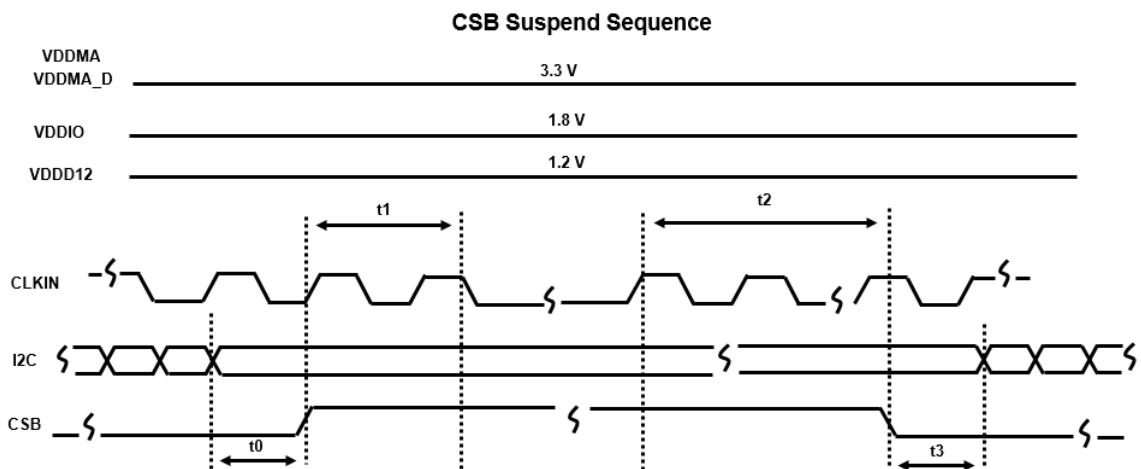 CSB Suspend Sequence
VDDMA
VDDMA_D
3.3 V
VDDIO
1.8 V
VDDD12
1.2 V
t1
t2
CLKIN
I2C
CSB
t0
t3